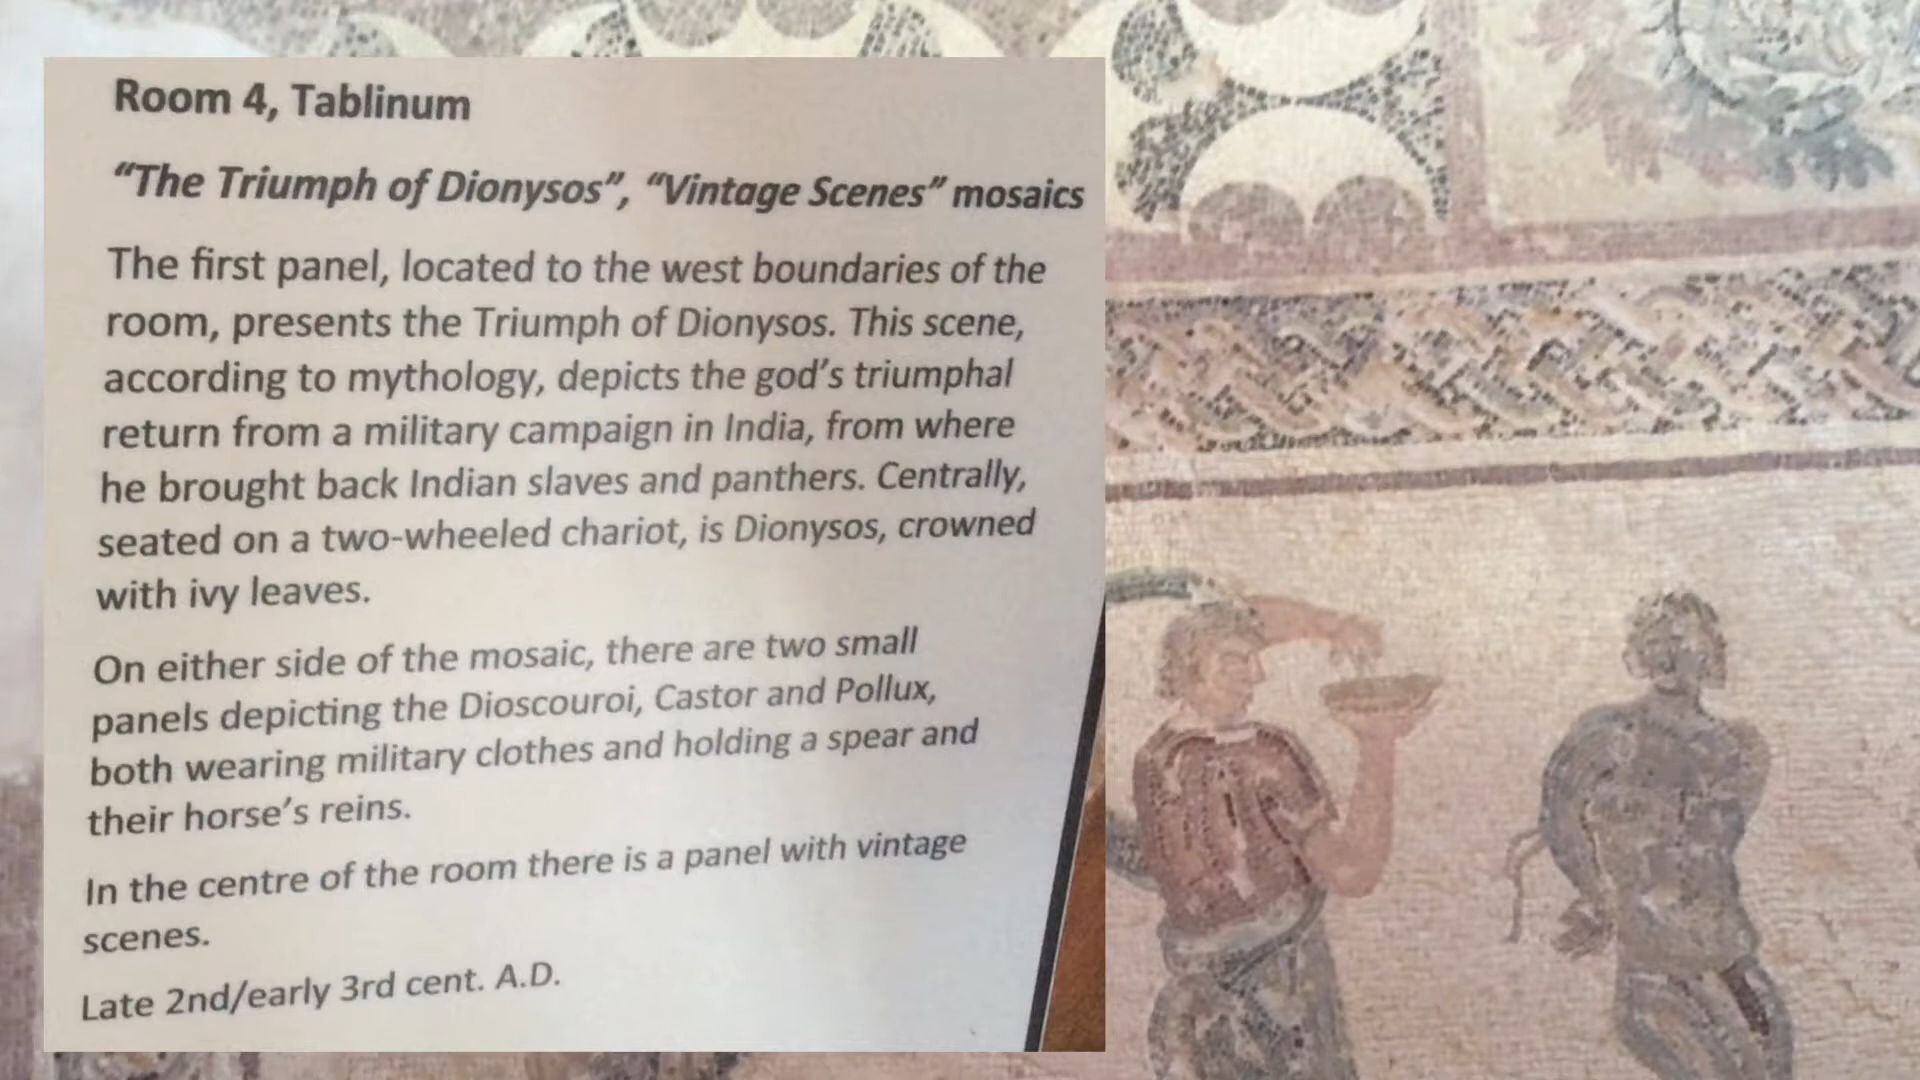 Room 4, Tablinum
“The Triumph of Dionysos”, “Vintage Scenes” mosaics
The first panel, located to the west boundaries of the
room, presents the Triumph of Dionysos. This scene,
according to mythology, depicts the god’s triumphal
return from a military campaign in India, from where
he brought back Indian slaves and panthers. Centrally,
seated on a two-wheeled chariot, is Dionysos, crowned
with ivy leaves.
On either side of the mosaic, there are two small
panels depicting the Dioscouroi, Castor and Pollux,
both wearing military clothes and holding a spear and
their horse’s reins.
In the centre of the room there is a panel with vintage
scenes.
Late 2nd/early 3rd cent. A.D.